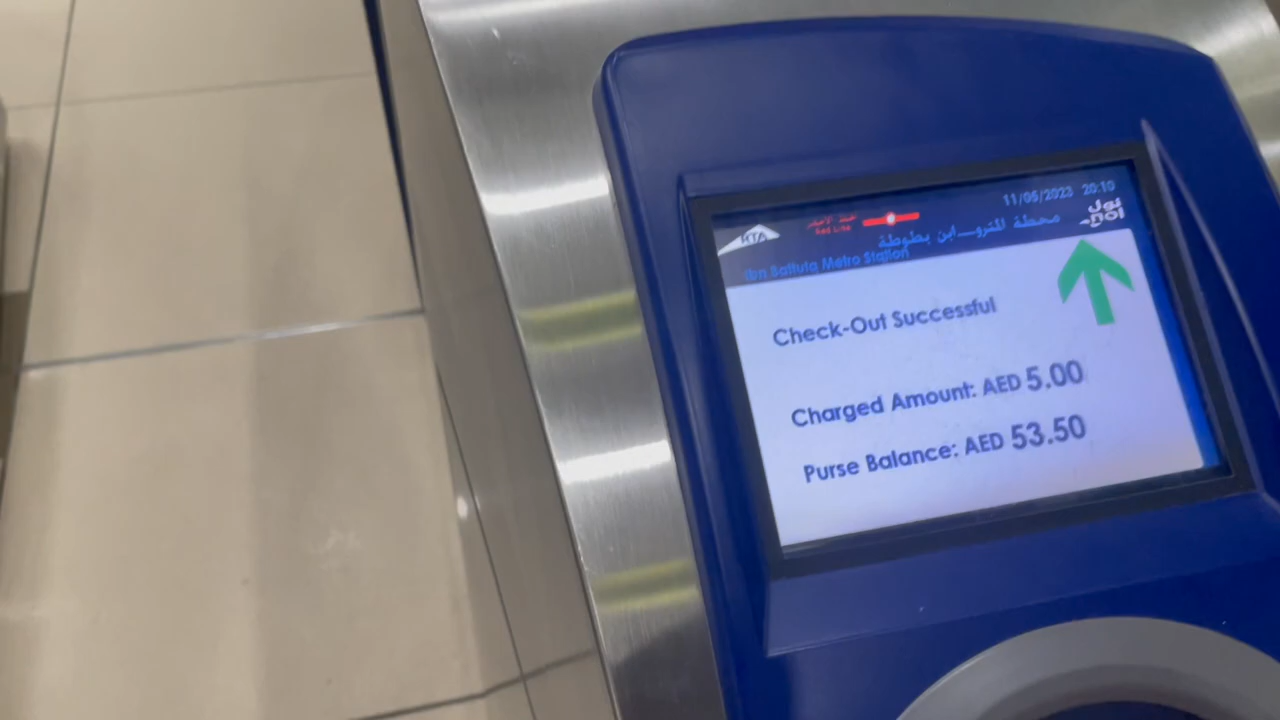 11/05/2023 20:10
RTA
الخط الأحمر
Red Line
نول
nol
محطة المترو - ابن بطوطة
Ibn Battuta Metro Station
Check-Out Successful
Charged Amount: AED 5.00
Purse Balance: AED 53.50